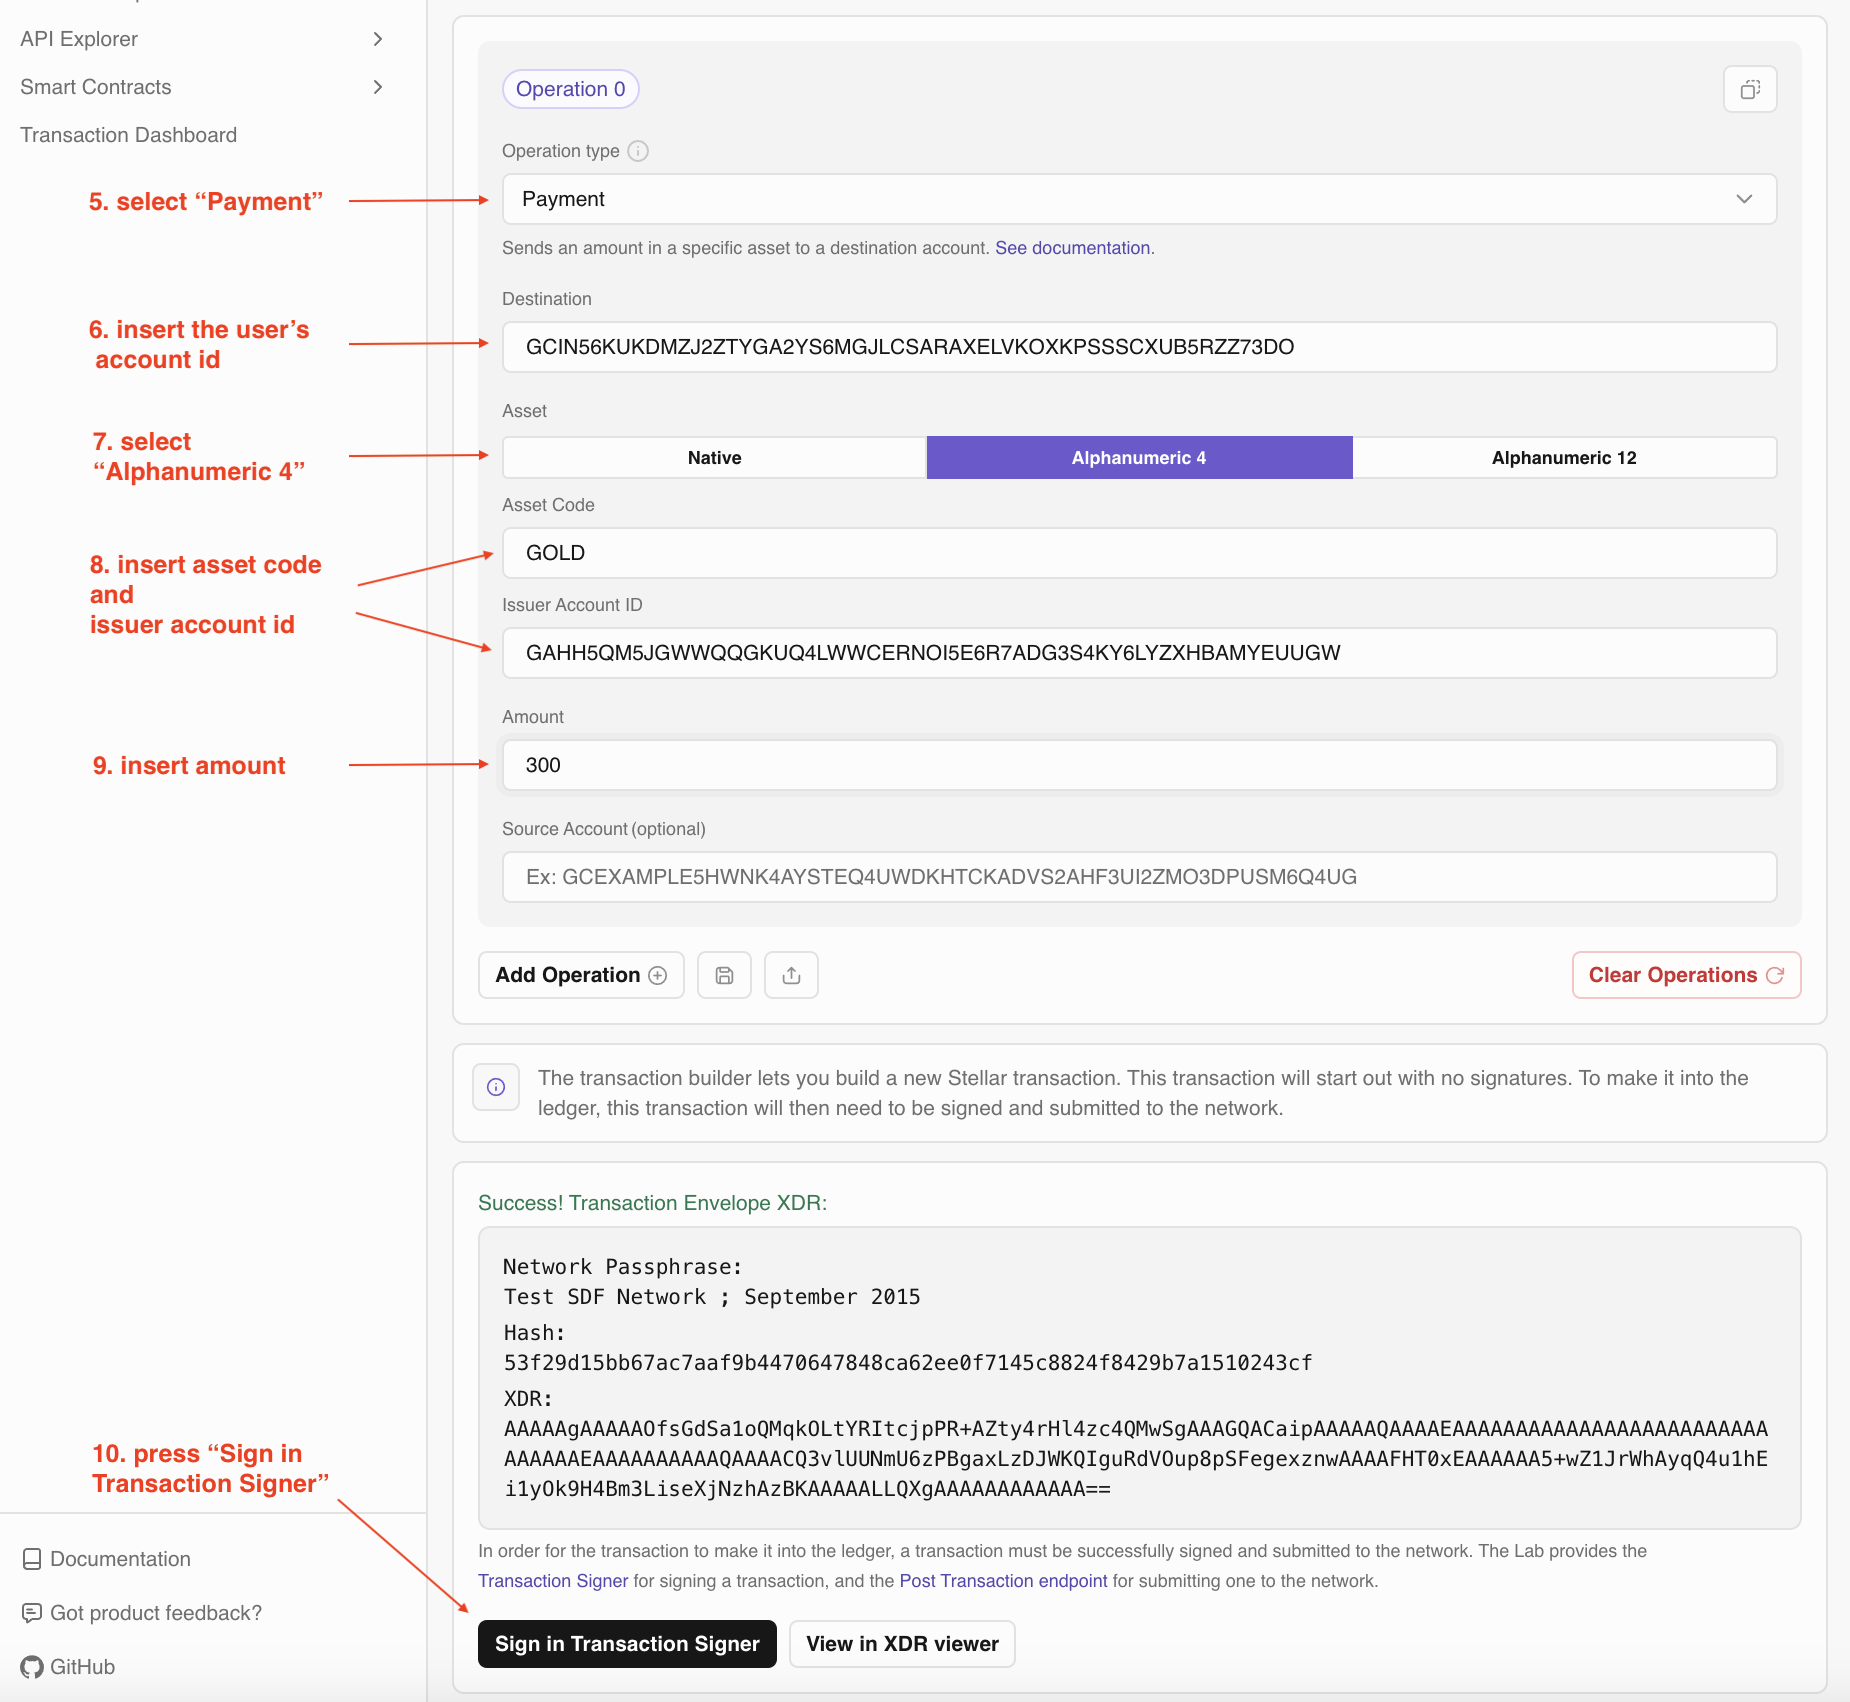 API Explorer
Smart Contracts
Transaction Dashboard
Operation 0
Operation type
5. select “Payment”
Payment
Sends an amount in a specific asset to a destination account. See documentation.
Destination
6. insert the user’s
account id
GCIN56KUKDMZJ2ZTYGA2YS6MGJLCSARAXELVKOXKPSSSCXUB5RZZ73DO
Asset
7. select
“Alphanumeric 4”
Native
Alphanumeric 4
Alphanumeric 12
Asset Code
8. insert asset code
and
issuer account id
GOLD
Issuer Account ID
GAHH5QM5JGWWQQGKUQ4LWWCERNOI5E6R7ADG3S4KY6LYZXHBAMYEUUGW
Amount
9. insert amount
300
Source Account (optional)
Ex: GCEXAMPLE5HWNK4AYSTEQ4UWDKHTCKADVS2AHF3UI2ZMO3DPUSM6Q4UG
Add Operation
Clear Operations
The transaction builder lets you build a new Stellar transaction. This transaction will start out with no signatures. To make it into the
ledger, this transaction will then need to be signed and submitted to the network.
Success! Transaction Envelope XDR:
Network Passphrase:
Test SDF Network ; September 2015
Hash:
53f29d15bb67ac7aaf9b4470647848ca62ee0f7145c8824f8429b7a1510243cf
XDR:
AAAAAgAAAAAOfsGdSa1oQMqkOLtYRItcjpPR+AZty4rHl4zc4QMwSgAAAGQACaipAAAAAQAAAAEAAAAAAAAAAAAAAAAAAAAAAAAA
AAAAAAEAAAAAAAAAAQAAAACQ3vlUUNmU6zPBgaxLzDJWKQIguRdVOup8pSFegexznwAAAAFHT0xEAAAAAA5+wZ1JrWhAyqQ4u1hE
i1yOk9H4Bm3LiseXjNzhAzBKAAAAALLQXgAAAAAAAAAAAA==
10. press “Sign in
Transaction Signer”
In order for the transaction to make it into the ledger, a transaction must be successfully signed and submitted to the network. The Lab provides the
Transaction Signer for signing a transaction, and the Post Transaction endpoint for submitting one to the network.
Sign in Transaction Signer
View in XDR viewer
Documentation
Got product feedback?
GitHub